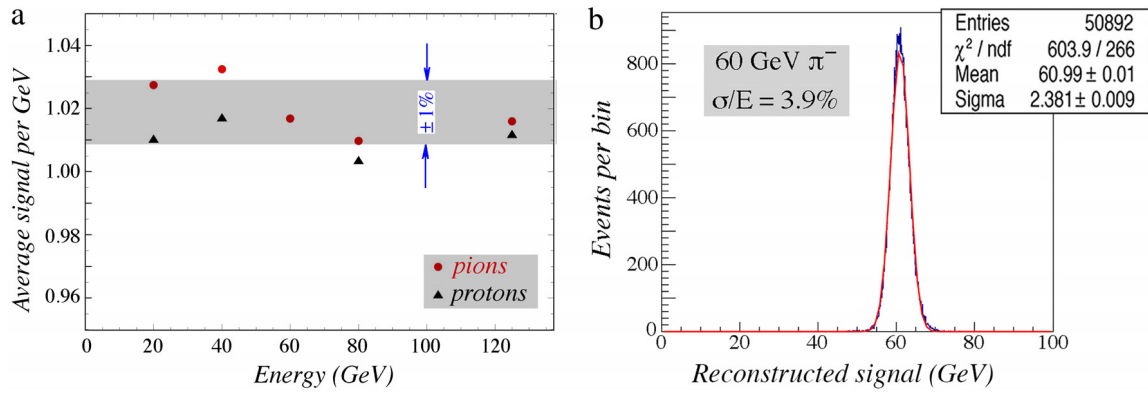 a
1.04
1.02
1.00
0.98
0.96
Average signal per GeV
±1%
pions
protons
0
20
40
60
80
100
120
Energy (GeV)
b
Entries 50892
χ² / ndf 603.9 / 266
Mean 60.99 ± 0.01
Sigma 2.381 ± 0.009
60 GeV π⁻
σ/E = 3.9%
800
600
400
200
0
Events per bin
0
20
40
60
80
100
Reconstructed signal (GeV)